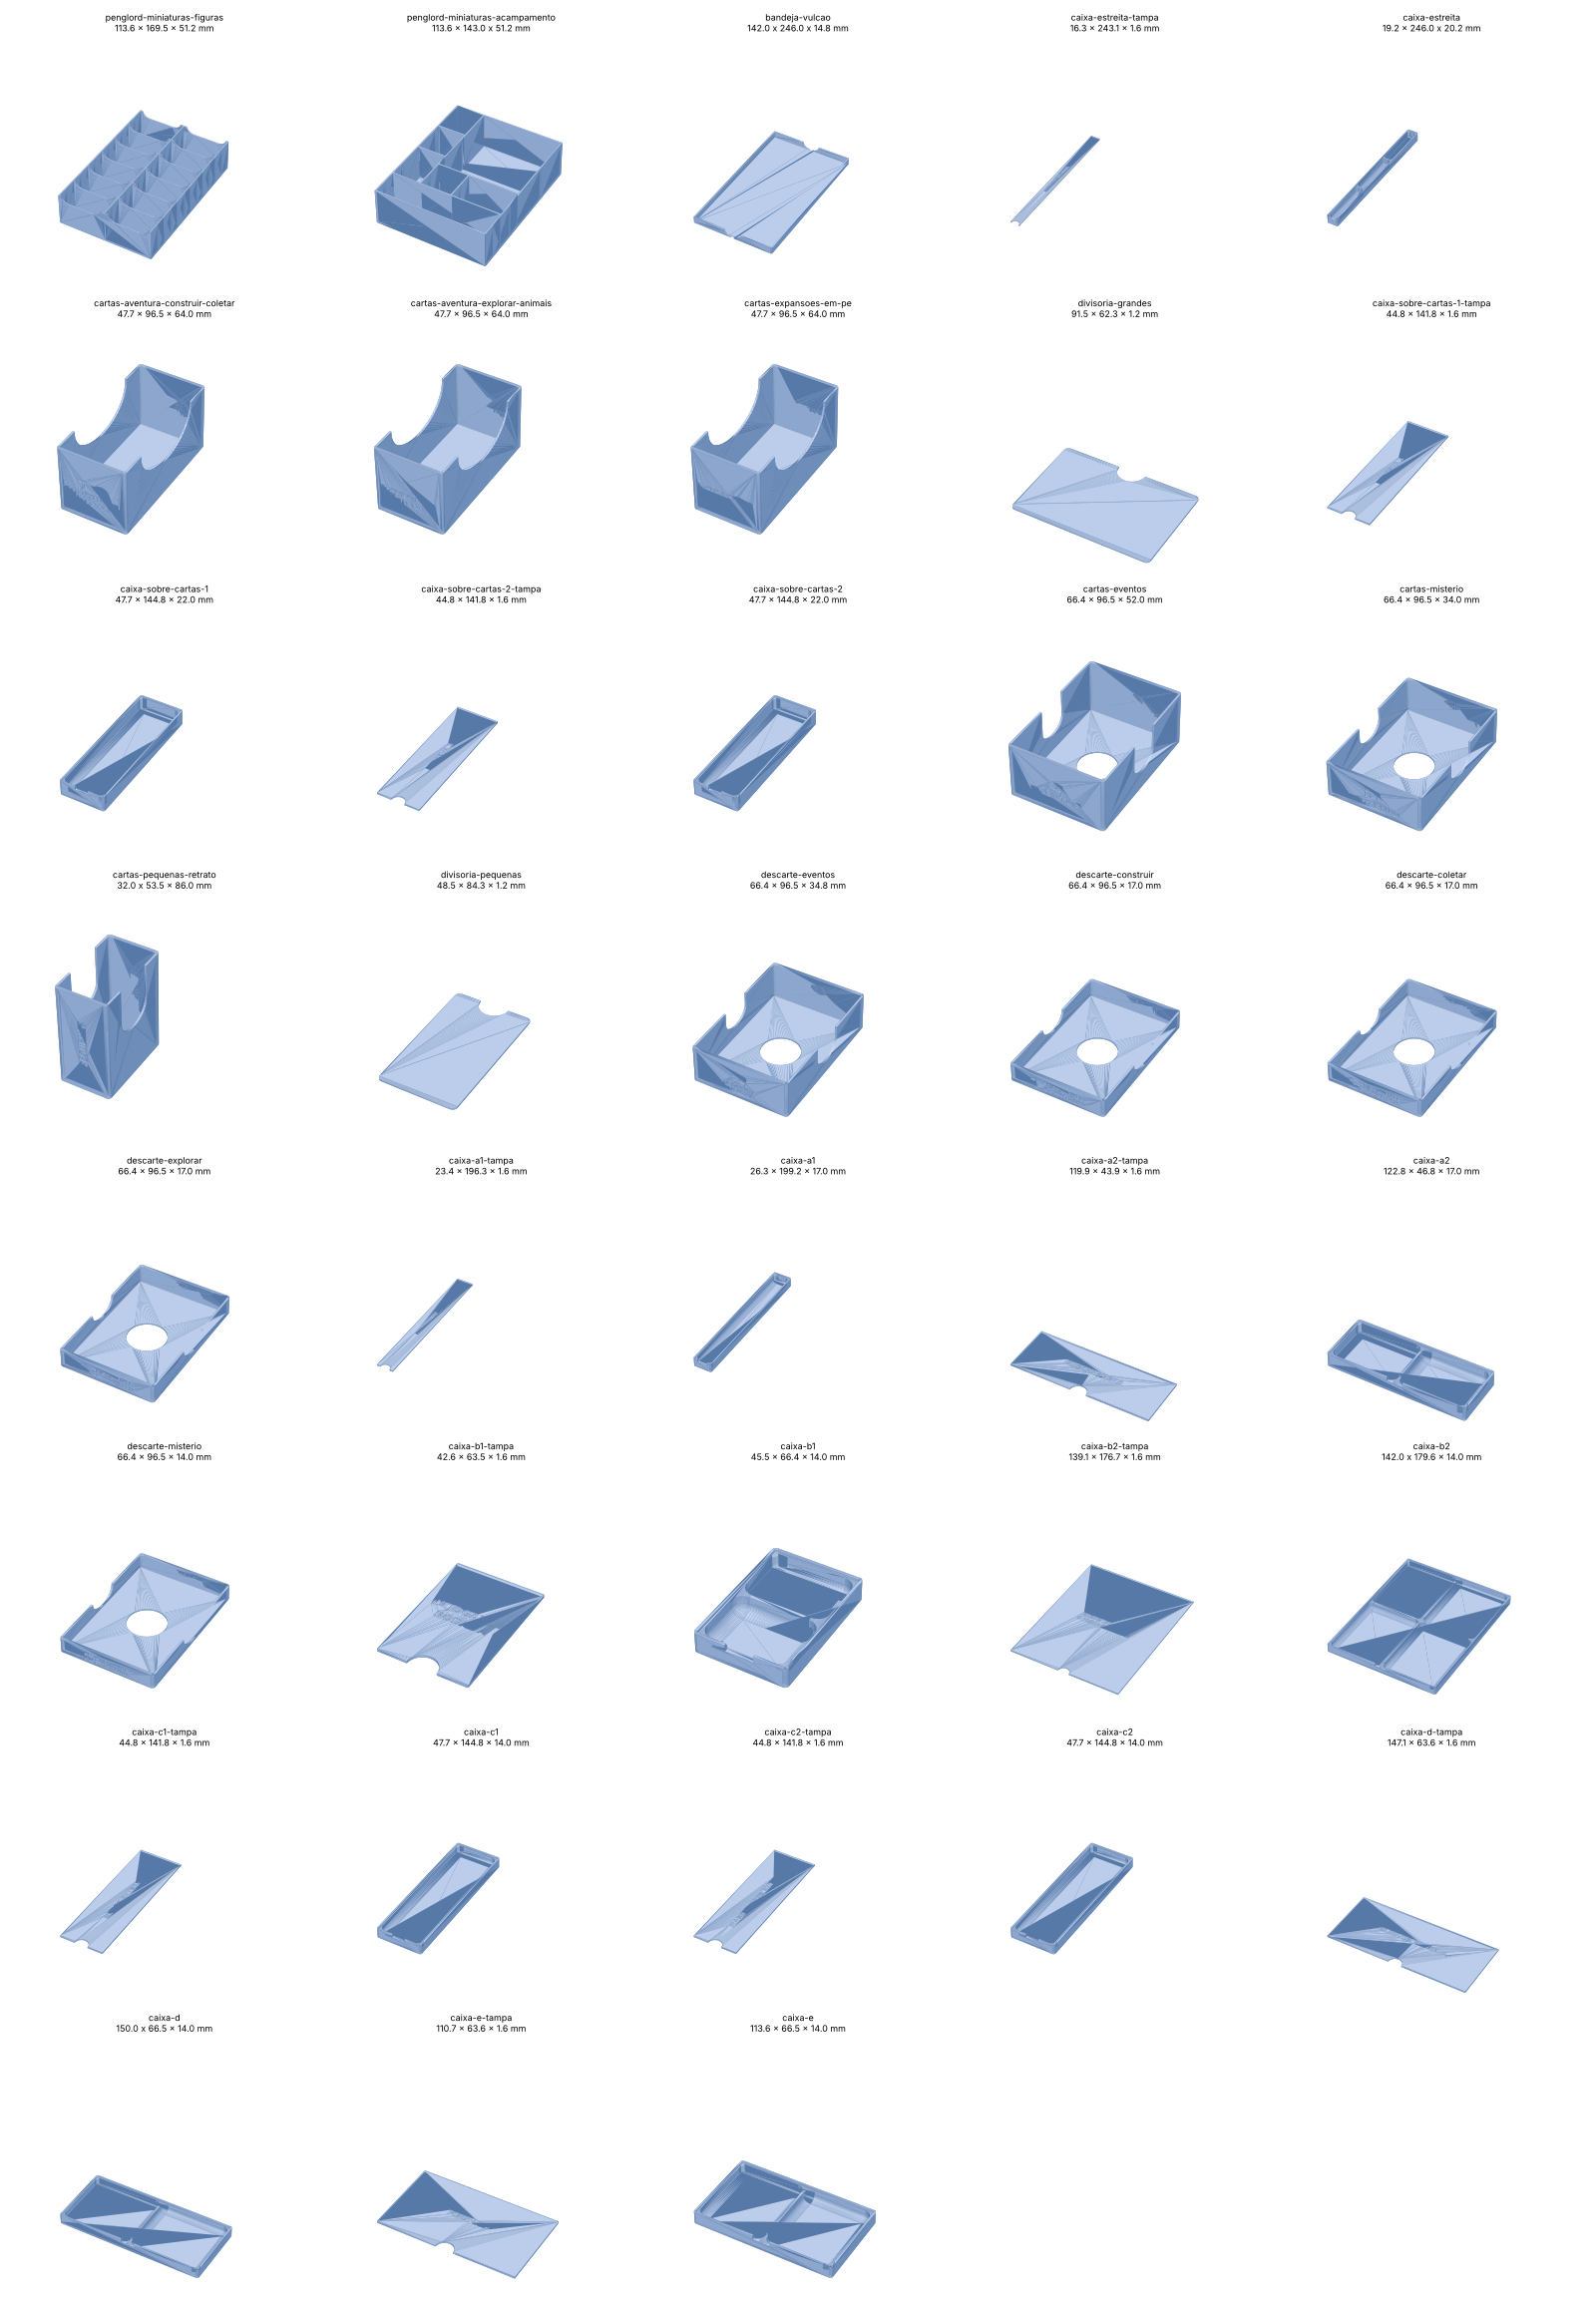 penglord-miniaturas-figuras
113.6 × 169.5 × 51.2 mm
penglord-miniaturas-acampamento
113.6 × 143.0 x 51.2 mm
bandeja-vulcao
142.0 x 246.0 x 14.8 mm
caixa-estreita-tampa
16.3 × 243.1 × 1.6 mm
caixa-estreita
19.2 × 246.0 x 20.2 mm
cartas-aventura-construir-coletar
47.7 × 96.5 × 64.0 mm
cartas-aventura-explorar-animais
47.7 × 96.5 × 64.0 mm
cartas-expansoes-em-pe
47.7 × 96.5 × 64.0 mm
divisoria-grandes
91.5 × 62.3 × 1.2 mm
caixa-sobre-cartas-1-tampa
44.8 × 141.8 × 1.6 mm
caixa-sobre-cartas-1
47.7 × 144.8 × 22.0 mm
caixa-sobre-cartas-2-tampa
44.8 × 141.8 × 1.6 mm
caixa-sobre-cartas-2
47.7 × 144.8 × 22.0 mm
cartas-eventos
66.4 × 96.5 × 52.0 mm
cartas-misterio
66.4 × 96.5 × 34.0 mm
cartas-pequenas-retrato
32.0 x 53.5 × 86.0 mm
divisoria-pequenas
48.5 × 84.3 × 1.2 mm
descarte-eventos
66.4 × 96.5 × 34.8 mm
descarte-construir
66.4 × 96.5 × 17.0 mm
descarte-coletar
66.4 × 96.5 × 17.0 mm
descarte-explorar
66.4 × 96.5 × 17.0 mm
caixa-a1-tampa
23.4 × 196.3 × 1.6 mm
caixa-a1
26.3 × 199.2 × 17.0 mm
caixa-a2-tampa
119.9 × 43.9 × 1.6 mm
caixa-a2
122.8 × 46.8 × 17.0 mm
descarte-misterio
66.4 × 96.5 × 14.0 mm
caixa-b1-tampa
42.6 × 63.5 × 1.6 mm
caixa-b1
45.5 × 66.4 × 14.0 mm
caixa-b2-tampa
139.1 × 176.7 × 1.6 mm
caixa-b2
142.0 x 179.6 × 14.0 mm
caixa-c1-tampa
44.8 × 141.8 × 1.6 mm
caixa-c1
47.7 × 144.8 × 14.0 mm
caixa-c2-tampa
44.8 × 141.8 × 1.6 mm
caixa-c2
47.7 × 144.8 × 14.0 mm
caixa-d-tampa
147.1 × 63.6 × 1.6 mm
caixa-d
150.0 x 66.5 × 14.0 mm
caixa-e-tampa
110.7 × 63.6 × 1.6 mm
caixa-e
113.6 × 66.5 × 14.0 mm